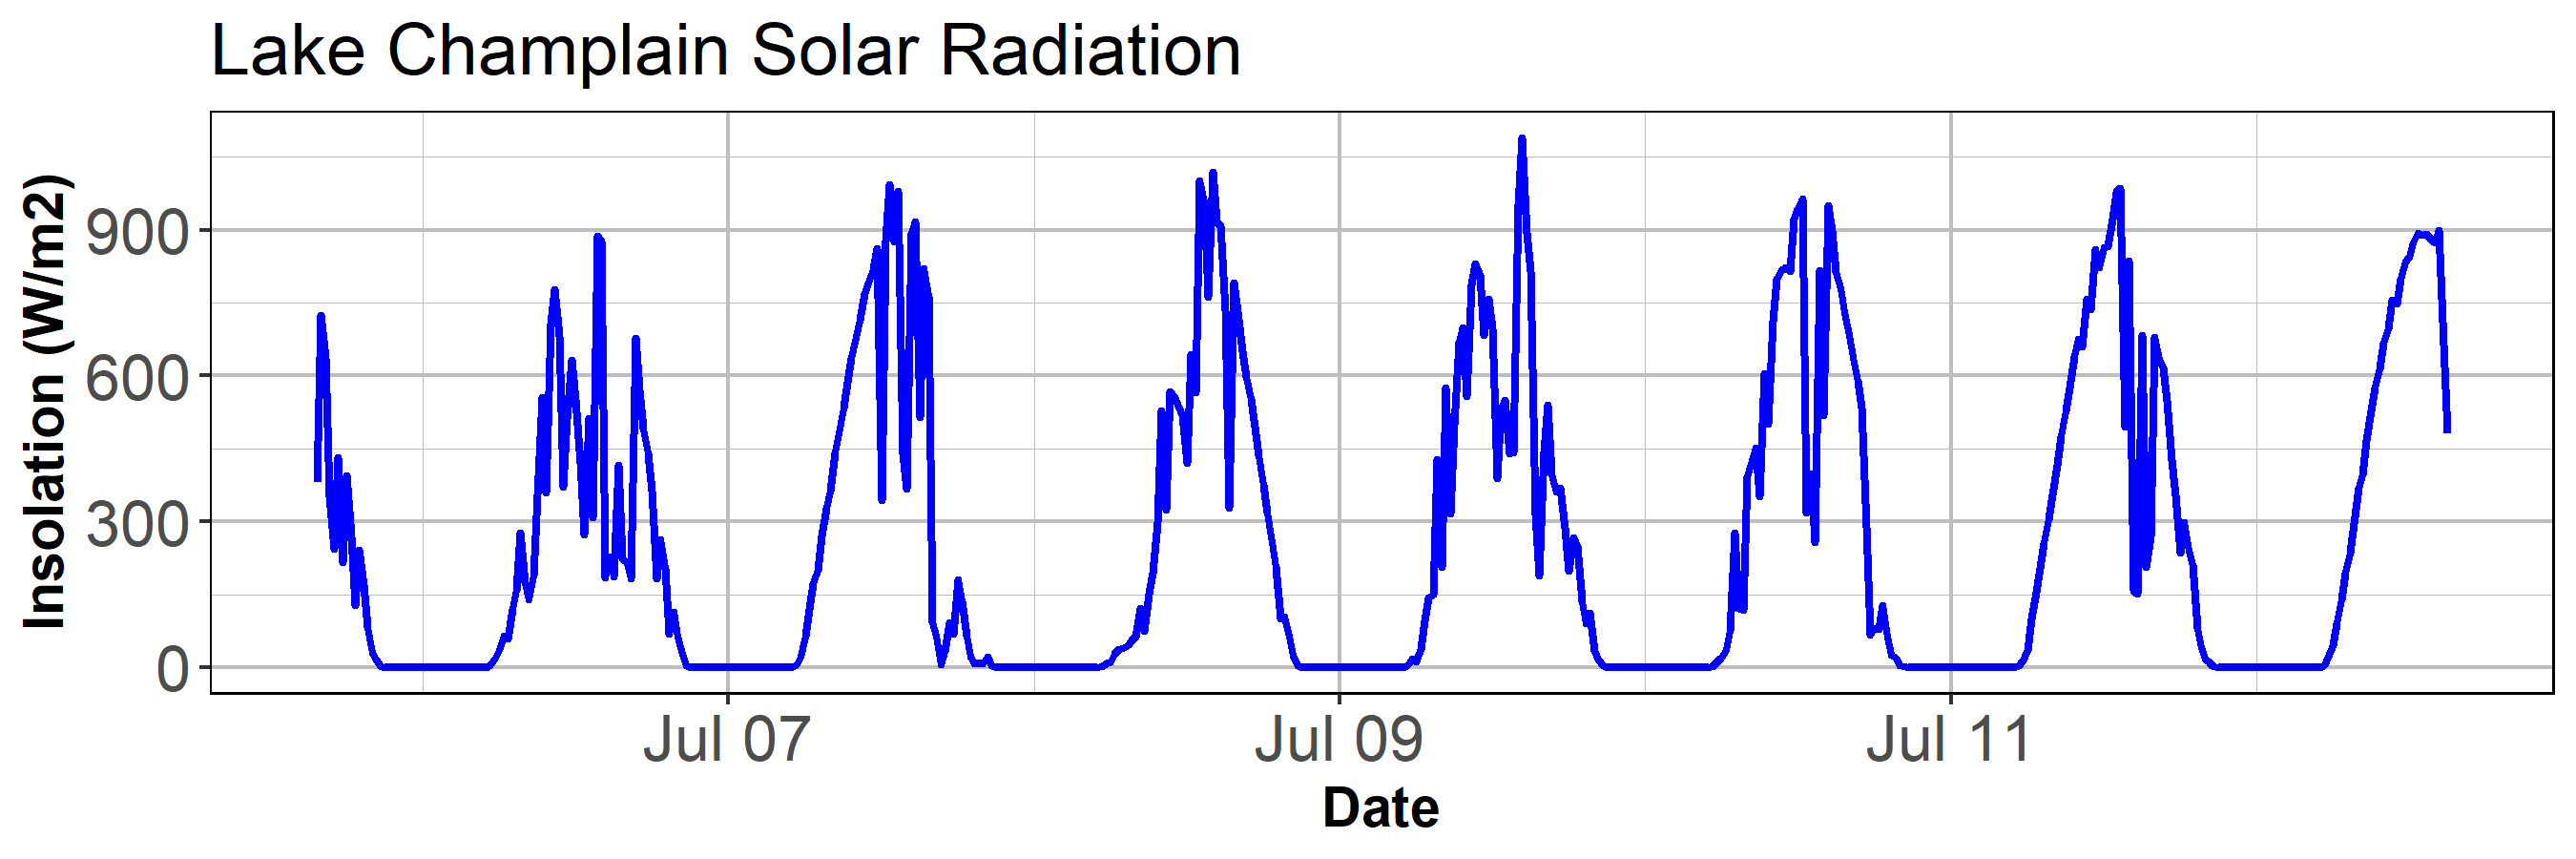 Lake Champlain Solar Radiation
Insolation (W/m2)
900
600
300
0
Jul 07
Jul 09
Jul 11
Date